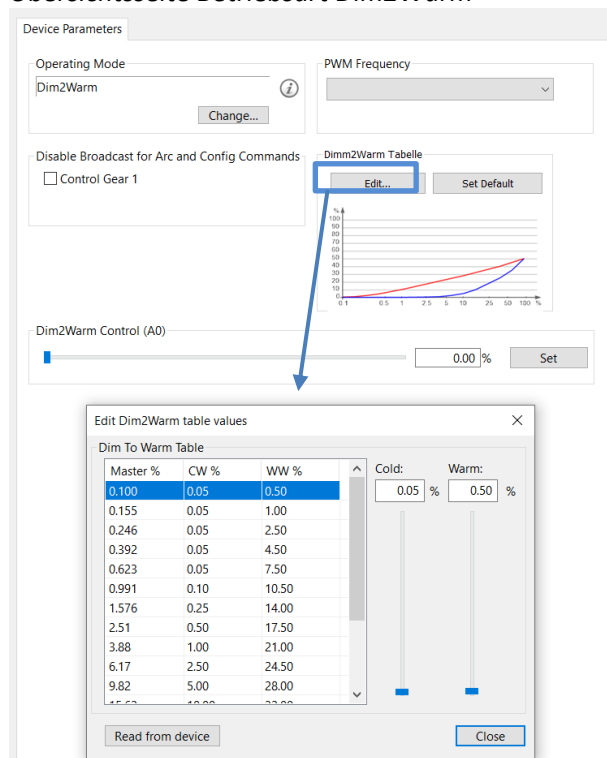 Übersichtsseite Betriebsart Dim2Warm
Device Parameters
Operating Mode
Dim2Warm
Change...
PWM Frequency
Disable Broadcast for Arc and Config Commands
Control Gear 1
Dimm2Warm Tabelle
Edit...
Set Default
%
100
90
80
70
60
50
40
30
20
10
0
0.1 0.5 1 2.5 5 10 25 50 100 %
Dim2Warm Control (A0)
0.00 %
Set
Edit Dim2Warm table values
Dim To Warm Table
Master % CW % WW %
0.100 0.05 0.50
0.155 0.05 1.00
0.246 0.05 2.50
0.392 0.05 4.50
0.623 0.05 7.50
0.991 0.10 10.50
1.576 0.25 14.00
2.51 0.50 17.50
3.88 1.00 21.00
6.17 2.50 24.50
9.82 5.00 28.00
Cold: Warm:
0.05 % 0.50 %
Read from device
Close